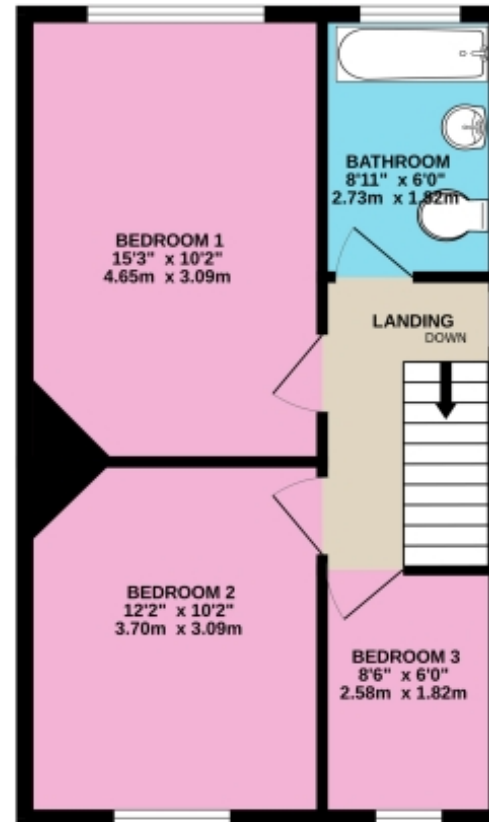 BATHROOM
8'11" x 6'0"
2.73m x 1.82m
BEDROOM 1
15'3" x 10'2"
4.65m x 3.09m
LANDING
DOWN
BEDROOM 2
12'2" x 10'2"
3.70m x 3.09m
BEDROOM 3
8'6" x 6'0"
2.58m x 1.82m